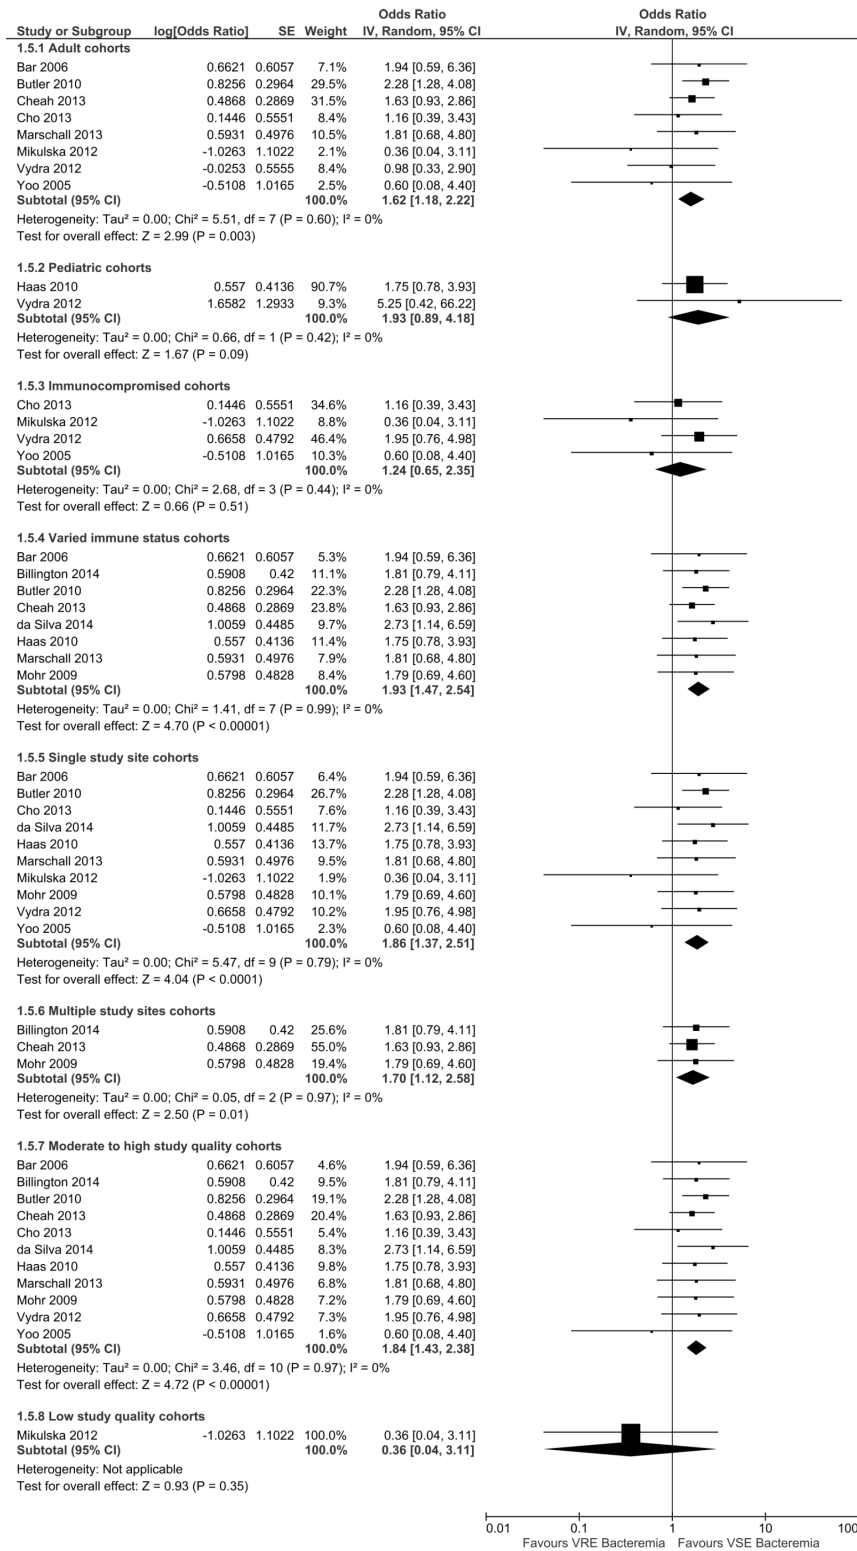 Odds Ratio Odds Ratio
Study or Subgroup log[Odds Ratio] SE Weight IV, Random, 95% CI IV, Random, 95% CI
1.5.1 Adult cohorts
Bar 2006 0.6621 0.6057 7.1% 1.94 [0.59, 6.36]
Butler 2010 0.8256 0.2964 29.5% 2.28 [1.28, 4.08]
Cheah 2013 0.4868 0.2869 31.5% 1.63 [0.93, 2.86]
Cho 2013 0.1446 0.5551 8.4% 1.16 [0.39, 3.43]
Marschall 2013 0.5931 0.4976 10.5% 1.81 [0.68, 4.80]
Mikulska 2012 -1.0263 1.1022 2.1% 0.36 [0.04, 3.11]
Vydra 2012 -0.0253 0.5555 8.4% 0.98 [0.33, 2.90]
Yoo 2005 -0.5108 1.0165 2.5% 0.60 [0.08, 4.40]
Subtotal (95% CI) 100.0% 1.62 [1.18, 2.22]
Heterogeneity: Tau² = 0.00; Chi² = 5.51, df = 7 (P = 0.60); I² = 0%
Test for overall effect: Z = 2.99 (P = 0.003)
1.5.2 Pediatric cohorts
Haas 2010 0.557 0.4136 90.7% 1.75 [0.78, 3.93]
Vydra 2012 1.6582 1.2933 9.3% 5.25 [0.42, 66.22]
Subtotal (95% CI) 100.0% 1.93 [0.89, 4.18]
Heterogeneity: Tau² = 0.00; Chi² = 0.66, df = 1 (P = 0.42); I² = 0%
Test for overall effect: Z = 1.67 (P = 0.09)
1.5.3 Immunocompromised cohorts
Cho 2013 0.1446 0.5551 34.6% 1.16 [0.39, 3.43]
Mikulska 2012 -1.0263 1.1022 8.8% 0.36 [0.04, 3.11]
Vydra 2012 0.6658 0.4792 46.4% 1.95 [0.76, 4.98]
Yoo 2005 -0.5108 1.0165 10.3% 0.60 [0.08, 4.40]
Subtotal (95% CI) 100.0% 1.24 [0.65, 2.35]
Heterogeneity: Tau² = 0.00; Chi² = 2.68, df = 3 (P = 0.44); I² = 0%
Test for overall effect: Z = 0.66 (P = 0.51)
1.5.4 Varied immune status cohorts
Bar 2006 0.6621 0.6057 5.3% 1.94 [0.59, 6.36]
Billington 2014 0.5908 0.42 11.1% 1.81 [0.79, 4.11]
Butler 2010 0.8256 0.2964 22.3% 2.28 [1.28, 4.08]
Cheah 2013 0.4868 0.2869 23.8% 1.63 [0.93, 2.86]
da Silva 2014 1.0059 0.4485 9.7% 2.73 [1.14, 6.59]
Haas 2010 0.557 0.4136 11.4% 1.75 [0.78, 3.93]
Marschall 2013 0.5931 0.4976 7.9% 1.81 [0.68, 4.80]
Mohr 2009 0.5798 0.4828 8.4% 1.79 [0.69, 4.60]
Subtotal (95% CI) 100.0% 1.93 [1.47, 2.54]
Heterogeneity: Tau² = 0.00; Chi² = 1.41, df = 7 (P = 0.99); I² = 0%
Test for overall effect: Z = 4.70 (P < 0.00001)
1.5.5 Single study site cohorts
Bar 2006 0.6621 0.6057 6.4% 1.94 [0.59, 6.36]
Butler 2010 0.8256 0.2964 26.7% 2.28 [1.28, 4.08]
Cho 2013 0.1446 0.5551 7.6% 1.16 [0.39, 3.43]
da Silva 2014 1.0059 0.4485 11.7% 2.73 [1.14, 6.59]
Haas 2010 0.557 0.4136 13.7% 1.75 [0.78, 3.93]
Marschall 2013 0.5931 0.4976 9.5% 1.81 [0.68, 4.80]
Mikulska 2012 -1.0263 1.1022 1.9% 0.36 [0.04, 3.11]
Mohr 2009 0.5798 0.4828 10.1% 1.79 [0.69, 4.60]
Vydra 2012 0.6658 0.4792 10.2% 1.95 [0.76, 4.98]
Yoo 2005 -0.5108 1.0165 2.3% 0.60 [0.08, 4.40]
Subtotal (95% CI) 100.0% 1.86 [1.37, 2.51]
Heterogeneity: Tau² = 0.00; Chi² = 5.47, df = 9 (P = 0.79); I² = 0%
Test for overall effect: Z = 4.04 (P < 0.0001)
1.5.6 Multiple study sites cohorts
Billington 2014 0.5908 0.42 25.6% 1.81 [0.79, 4.11]
Cheah 2013 0.4868 0.2869 55.0% 1.63 [0.93, 2.86]
Mohr 2009 0.5798 0.4828 19.4% 1.79 [0.69, 4.60]
Subtotal (95% CI) 100.0% 1.70 [1.12, 2.58]
Heterogeneity: Tau² = 0.00; Chi² = 0.05, df = 2 (P = 0.97); I² = 0%
Test for overall effect: Z = 2.50 (P = 0.01)
1.5.7 Moderate to high study quality cohorts
Bar 2006 0.6621 0.6057 4.6% 1.94 [0.59, 6.36]
Billington 2014 0.5908 0.42 9.5% 1.81 [0.79, 4.11]
Butler 2010 0.8256 0.2964 19.1% 2.28 [1.28, 4.08]
Cheah 2013 0.4868 0.2869 20.4% 1.63 [0.93, 2.86]
Cho 2013 0.1446 0.5551 5.4% 1.16 [0.39, 3.43]
da Silva 2014 1.0059 0.4485 8.3% 2.73 [1.14, 6.59]
Haas 2010 0.557 0.4136 9.8% 1.75 [0.78, 3.93]
Marschall 2013 0.5931 0.4976 6.8% 1.81 [0.68, 4.80]
Mohr 2009 0.5798 0.4828 7.2% 1.79 [0.69, 4.60]
Vydra 2012 0.6658 0.4792 7.3% 1.95 [0.76, 4.98]
Yoo 2005 -0.5108 1.0165 1.6% 0.60 [0.08, 4.40]
Subtotal (95% CI) 100.0% 1.84 [1.43, 2.38]
Heterogeneity: Tau² = 0.00; Chi² = 3.46, df = 10 (P = 0.97); I² = 0%
Test for overall effect: Z = 4.72 (P < 0.00001)
1.5.8 Low study quality cohorts
Mikulska 2012 -1.0263 1.1022 100.0% 0.36 [0.04, 3.11]
Subtotal (95% CI) 100.0% 0.36 [0.04, 3.11]
Heterogeneity: Not applicable
Test for overall effect: Z = 0.93 (P = 0.35)
0.01 0.1 1 10 100
Favours VRE Bacteremia Favours VSE Bacteremia